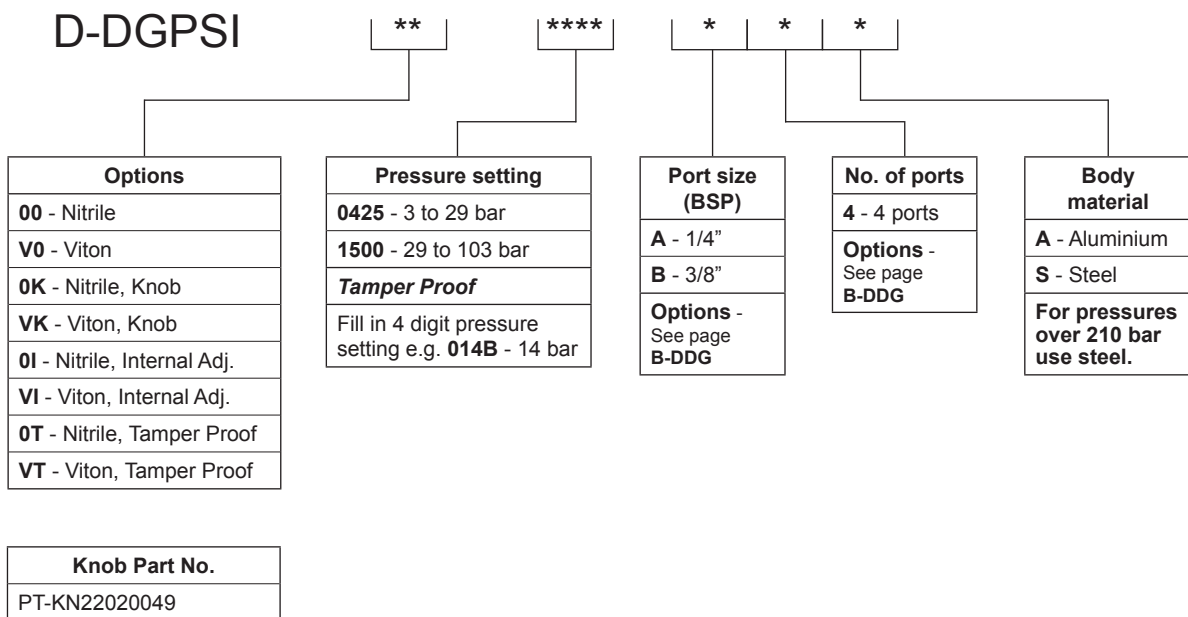 D-DGPSI
** **** * * *
Options
00 - Nitrile
V0 - Viton
0K - Nitrile, Knob
VK - Viton, Knob
0I - Nitrile, Internal Adj.
VI - Viton, Internal Adj.
0T - Nitrile, Tamper Proof
VT - Viton, Tamper Proof
Pressure setting
0425 - 3 to 29 bar
1500 - 29 to 103 bar
Tamper Proof
Fill in 4 digit pressure
setting e.g. 014B - 14 bar
Port size
(BSP)
A - 1/4”
B - 3/8”
Options -
See page
B-DDG
No. of ports
4 - 4 ports
Options -
See page
B-DDG
Body
material
A - Aluminium
S - Steel
For pressures
over 210 bar
use steel.
Knob Part No.
PT-KN22020049